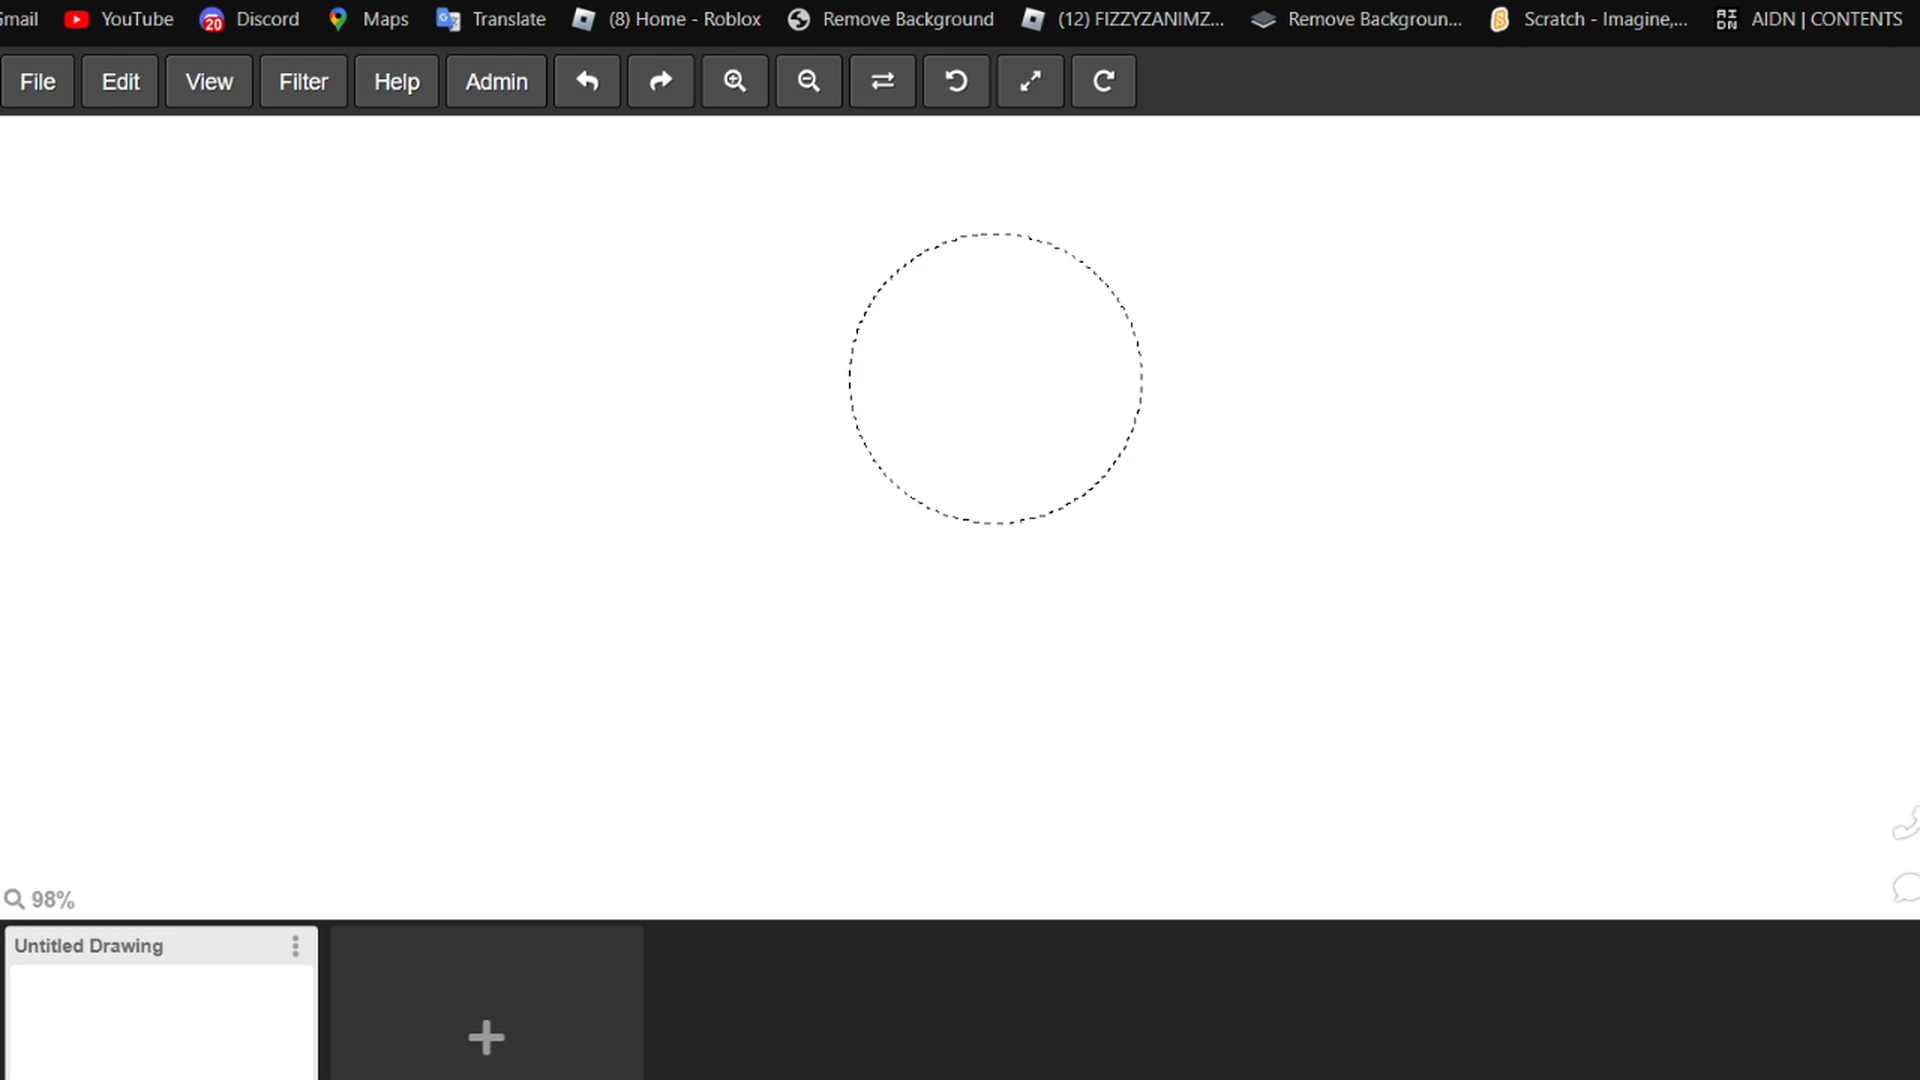 Gmail YouTube 20 Discord Maps Translate (8) Home - Roblox Remove Background (12) FIZZYZANIMZ... Remove Backgroun... Scratch - Imagine,... AIDN | CONTENTS
File Edit View Filter Help Admin
98%
Untitled Drawing